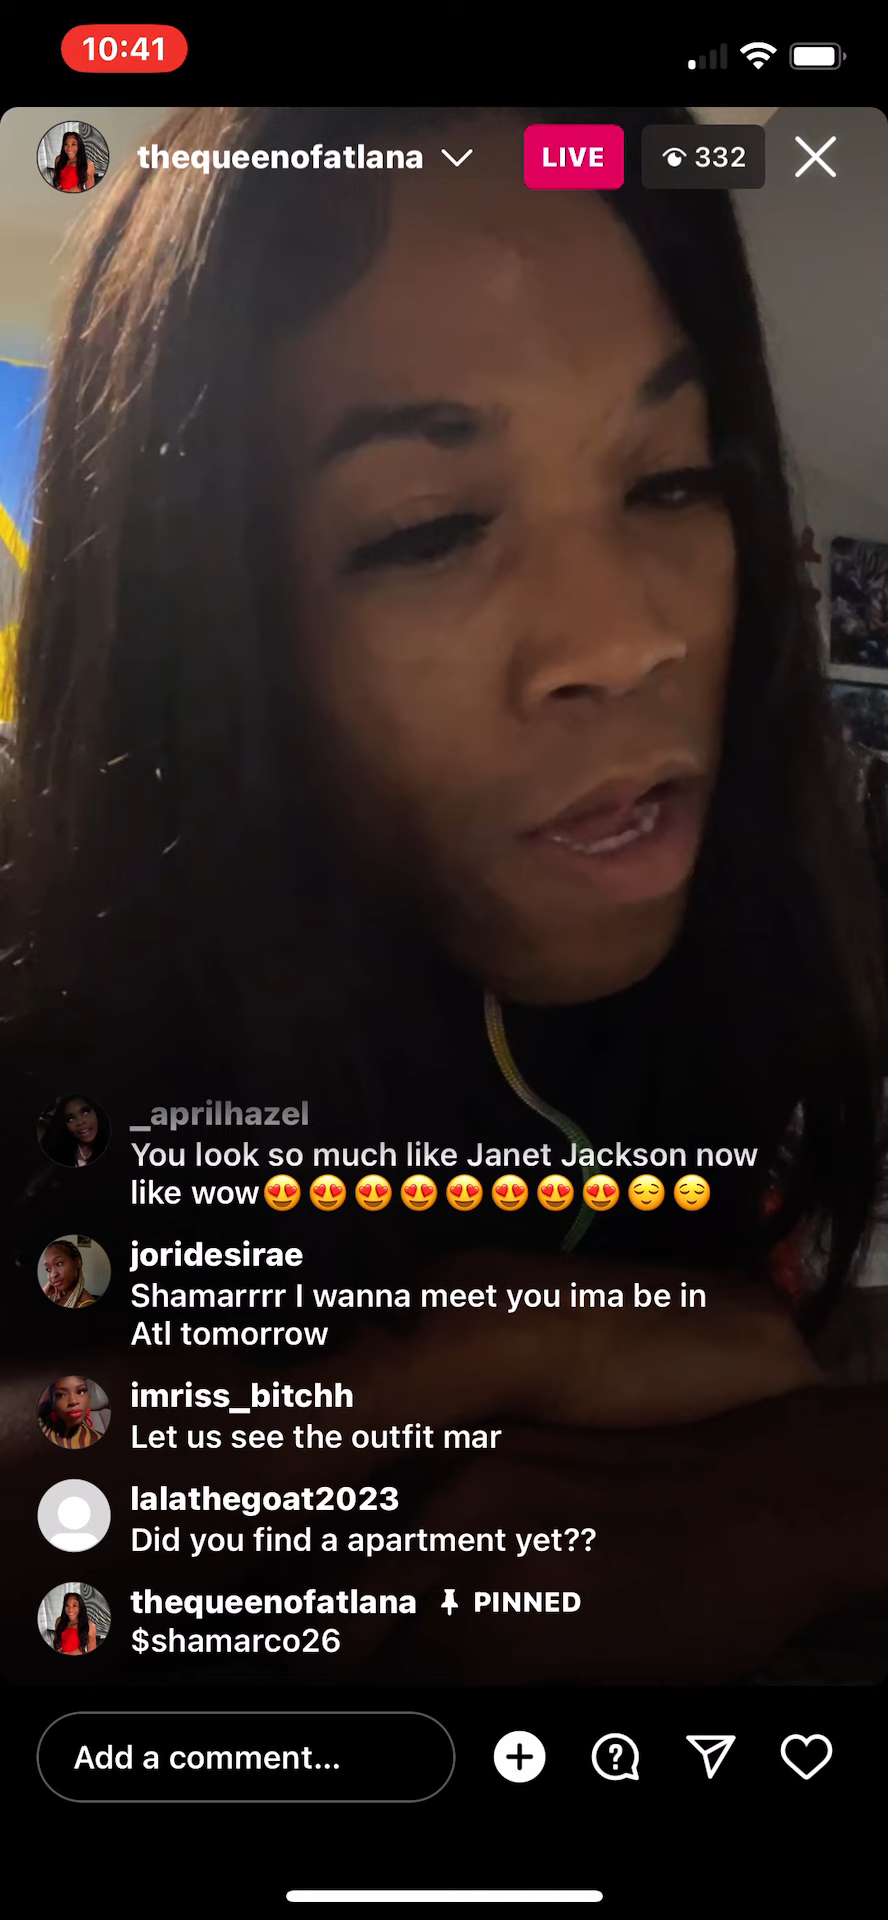 10:41
thequeenofatlana
LIVE
332
_aprilhazel
You look so much like Janet Jackson now
like wow😍😍😍😍😍😍😍😍😌😌
joridesirae
Shamarrrr I wanna meet you ima be in
Atl tomorrow
imriss_bitchh
Let us see the outfit mar
lalathegoat2023
Did you find a apartment yet??
thequeenofatlana PINNED
$shamarco26
Add a comment...